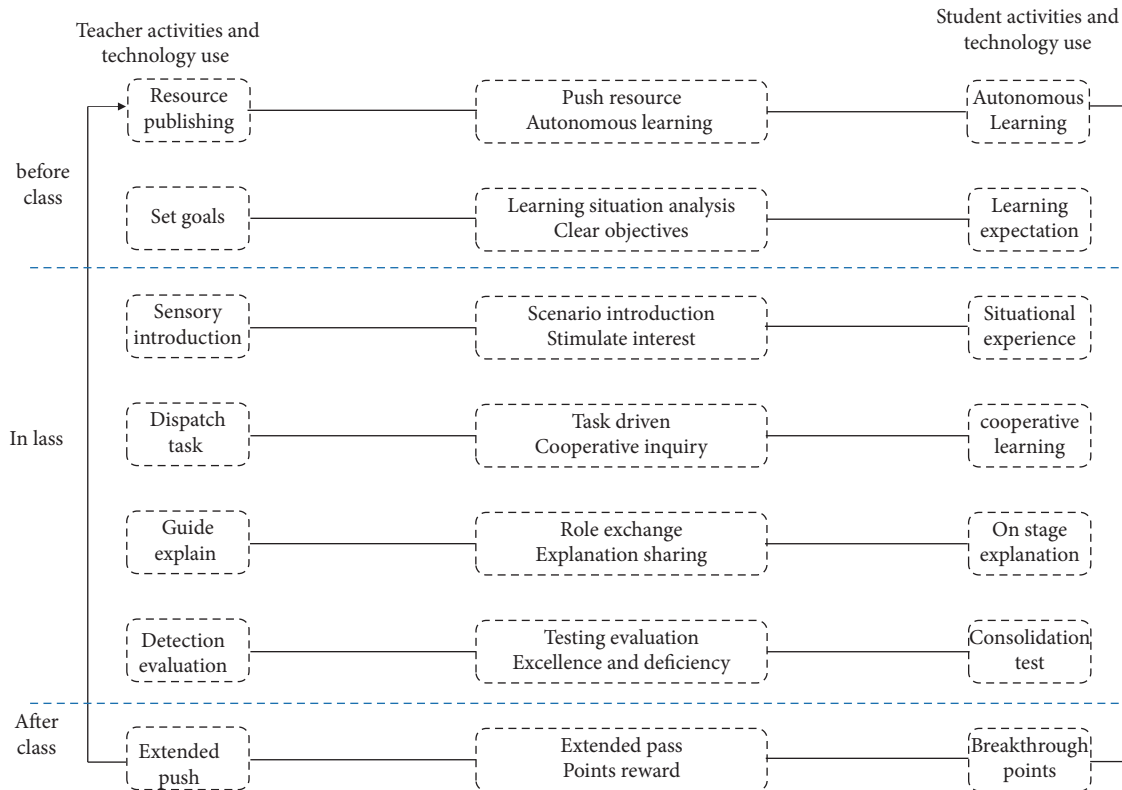 Teacher activities and
technology use
Student activities and
technology use
before
class
Resource
publishing
Push resource
Autonomous learning
Autonomous
Learning
Set goals
Learning situation analysis
Clear objectives
Learning
expectation
In lass
Sensory
introduction
Scenario introduction
Stimulate interest
Situational
experience
Dispatch
task
Task driven
Cooperative inquiry
cooperative
learning
Guide
explain
Role exchange
Explanation sharing
On stage
explanation
Detection
evaluation
Testing evaluation
Excellence and deficiency
Consolidation
test
After
class
Extended
push
Extended pass
Points reward
Breakthrough
points